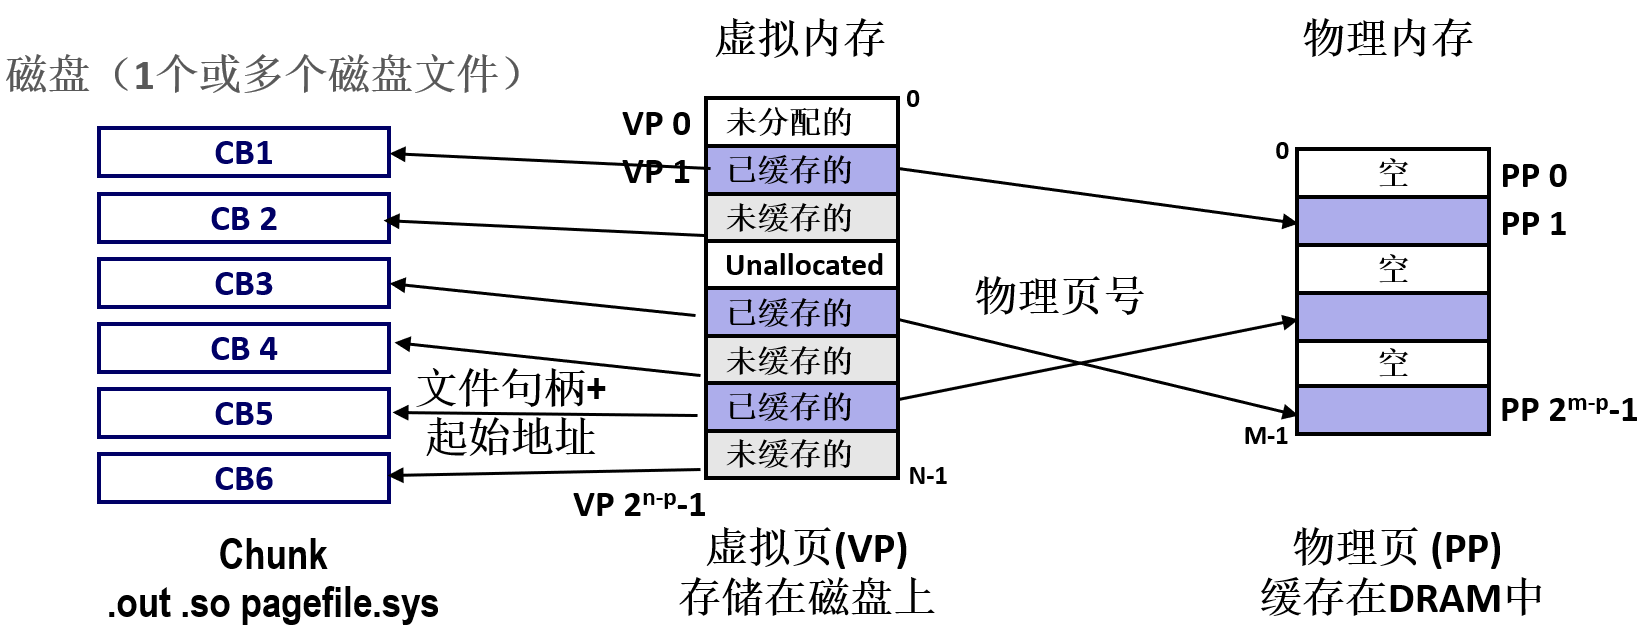 虚拟内存
物理内存
磁盘（1个或多个磁盘文件）
VP 0
未分配的
0
CB1
VP 1
已缓存的
0
空
PP 0
CB 2
未缓存的
PP 1
CB3
Unallocated
空
已缓存的
物理页号
CB 4
未缓存的
空
文件句柄+
起始地址
CB5
已缓存的
PP 2^m-p-1
M-1
CB6
未缓存的
N-1
VP 2^n-p-1
Chunk
.out .so pagefile.sys
虚拟页(VP)
存储在磁盘上
物理页 (PP)
缓存在DRAM中